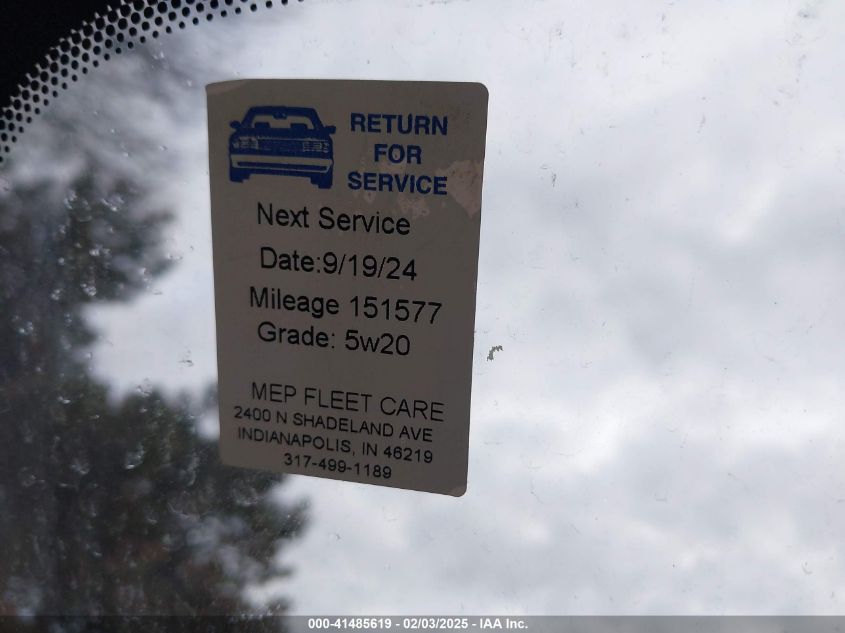 RETURN
FOR
SERVICE
Next Service
Date:9/19/24
Mileage 151577
Grade: 5w20
MEP FLEET CARE
2400 N SHADELAND AVE
INDIANAPOLIS, IN 46219
317-499-1189
000-41485619 - 02/03/2025 - IAA Inc.